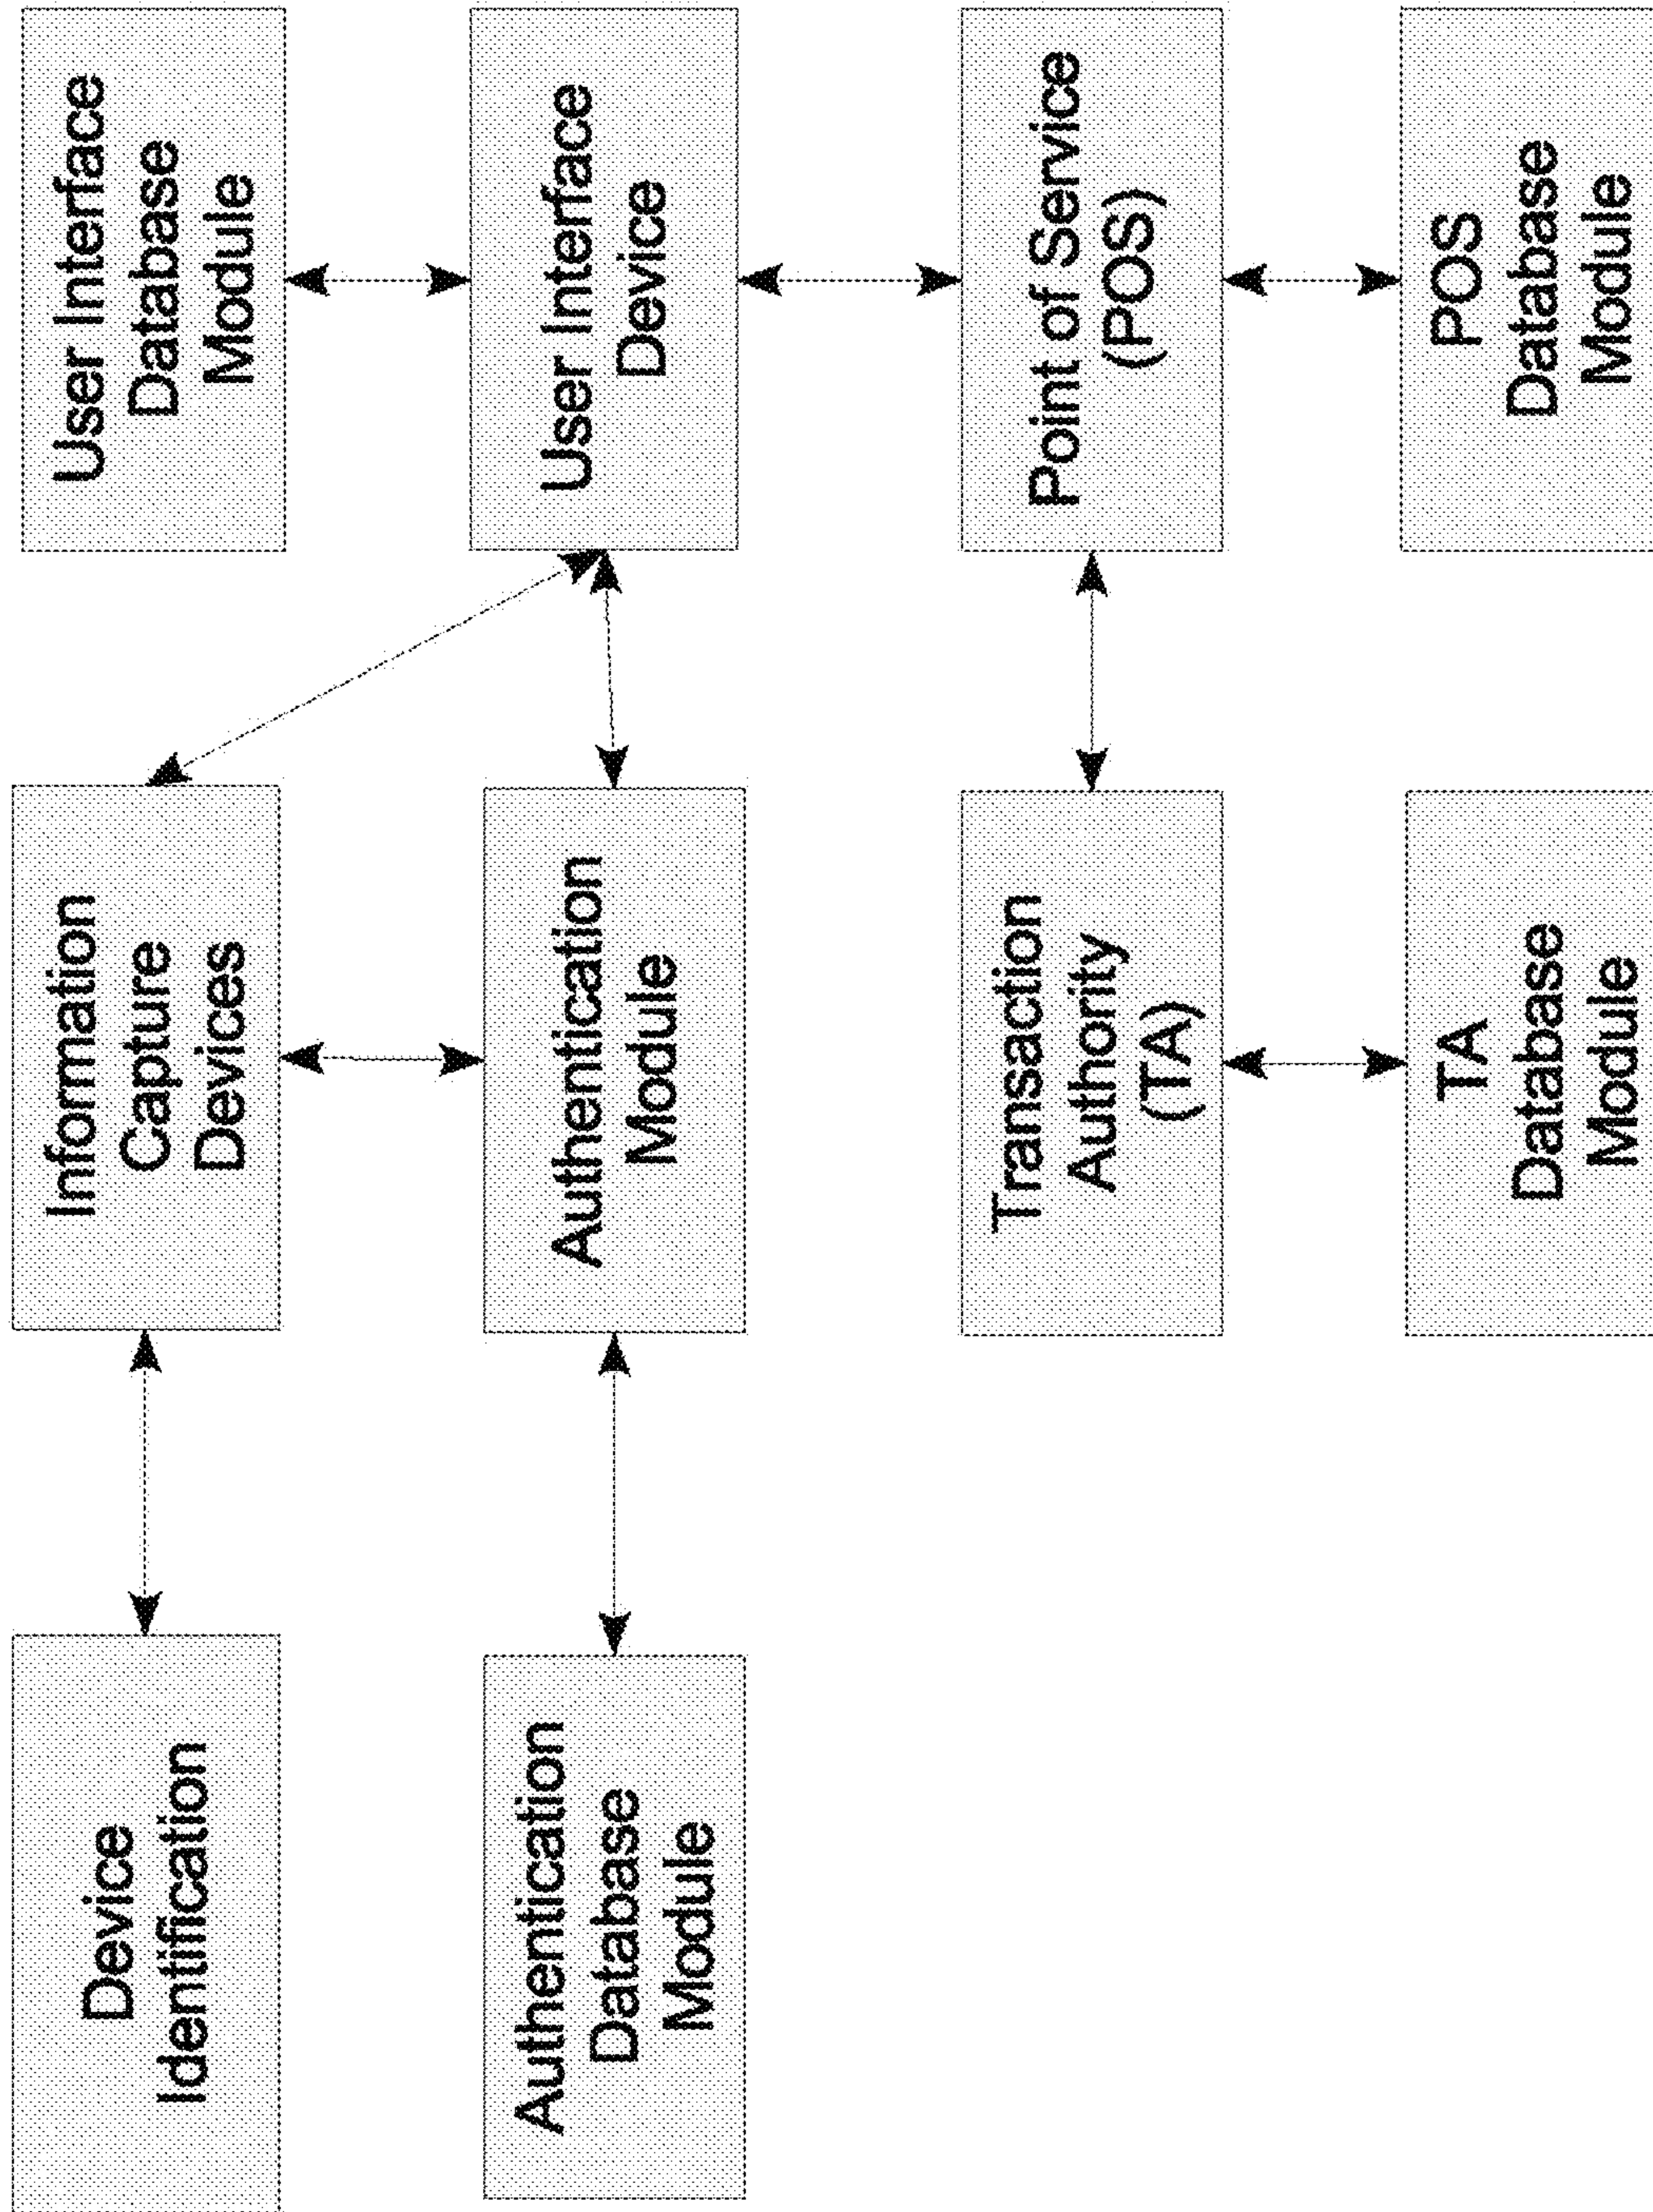 Device
Identification
Information
Capture
Devices
User Interface
Database
Module
Authentication
Database
Module
Authentication
Module
User Interface
Device
Transaction
Authority
(TA)
Point of Service
(POS)
TA
Database
Module
POS
Database
Module